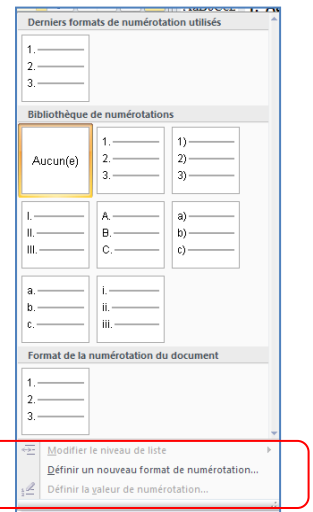 Derniers formats de numérotation utilisés
1.
2.
3.
Bibliothèque de numérotations
Aucun(e)
1.
2.
3.
1)
2)
3)
I.
II.
III.
A.
B.
C.
a)
b)
c)
a.
b.
c.
i.
ii.
iii.
Format de la numérotation du document
1.
2.
3.
Modifier le niveau de liste
Définir un nouveau format de numérotation...
Définir la valeur de numérotation...